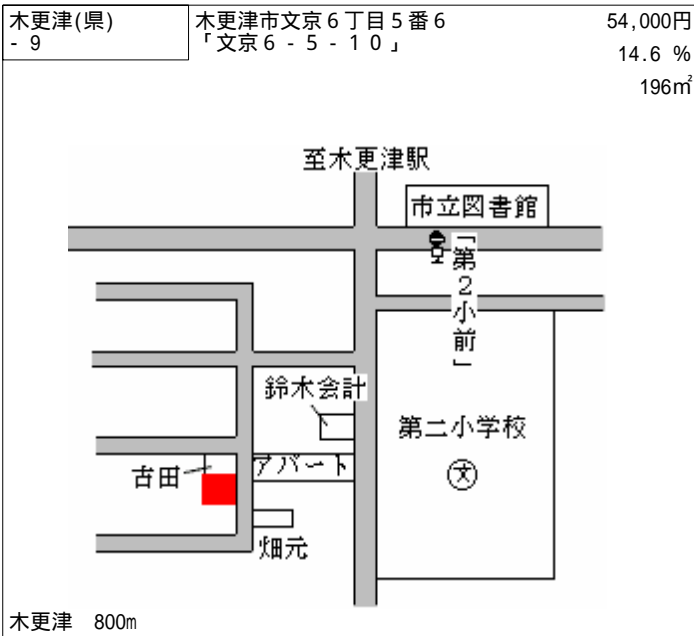 木更津(県)
- 9
木更津市文京6丁目5番6
「文京6-5-10」
54,000円
14.6 %
196㎡
至木更津駅
市立図書館
「第2小前」
鈴木会計
第二小学校
アパート
古田
文
畑元
木更津 800m